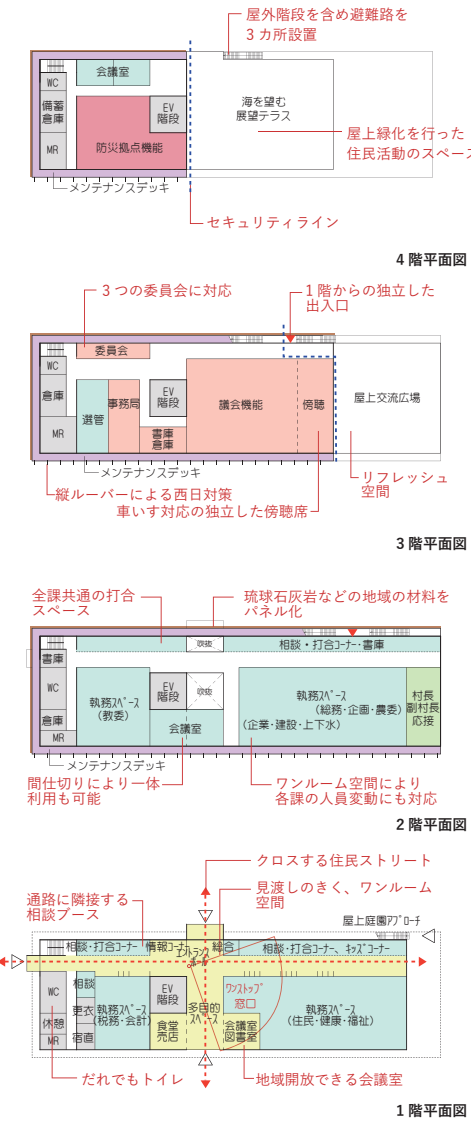 屋外階段を含め避難路を
3 カ所設置
会議室
WC
備蓄
倉庫
EV
階段
海を望む
展望テラス
防災拠点機能
MR
屋上緑化を行った
住民活動のスペース
メンテナンスデッキ
セキュリティライン
4 階平面図
3 つの委員会に対応
1 階からの独立した
出入口
委員会
WC
倉庫
選管
事務局
EV
階段
議会機能
傍聴
屋上交流広場
MR
書庫
倉庫
メンテナンスデッキ
縦ルーバーによる西日対策
車いす対応の独立した傍聴席
リフレッシュ
空間
3 階平面図
全課共通の打合
スペース
琉球石灰岩などの地域の材料を
パネル化
吹抜
相談・打合コーナー・書庫
書庫
WC
執務スペース
(教委)
EV
階段
吹抜
執務スペース
(総務・企画・農委)
(企業・建設・上下水)
村長
副村長
応接
倉庫
会議室
MR
メンテナンスデッキ
間仕切りにより一体
利用も可能
ワンルーム空間により
各課の人員変動にも対応
2 階平面図
クロスする住民ストリート
通路に隣接する
相談ブース
見渡しのきく、ワンルーム
空間
屋上庭園アプローチ
相談・打合コーナー
情報コーナー
エントランス
ホール
総合
相談・打合コーナー、キッズコーナー
WC
相談
更衣
執務スペース
(税務・会計)
EV
階段
多目的
スペース
ワンストップ
窓口
執務スペース
(住民・健康・福祉)
休憩
MR
宿直
食堂
売店
会議室
図書室
だれでもトイレ
地域開放できる会議室
1 階平面図